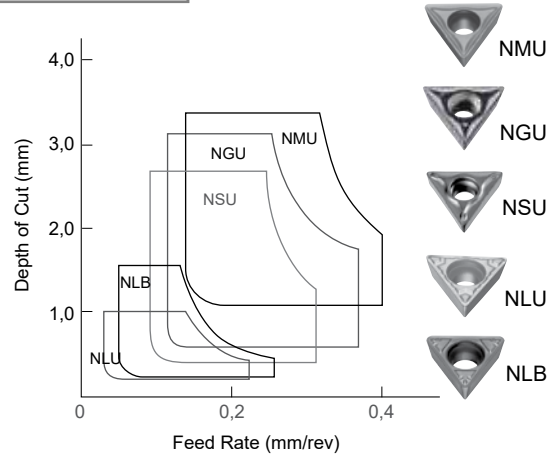 4,0
3,0
2,0
1,0
0
0,2
0,4
Depth of Cut (mm)
Feed Rate (mm/rev)
NMU
NGU
NSU
NLB
NLU
NMU
NGU
NSU
NLU
NLB